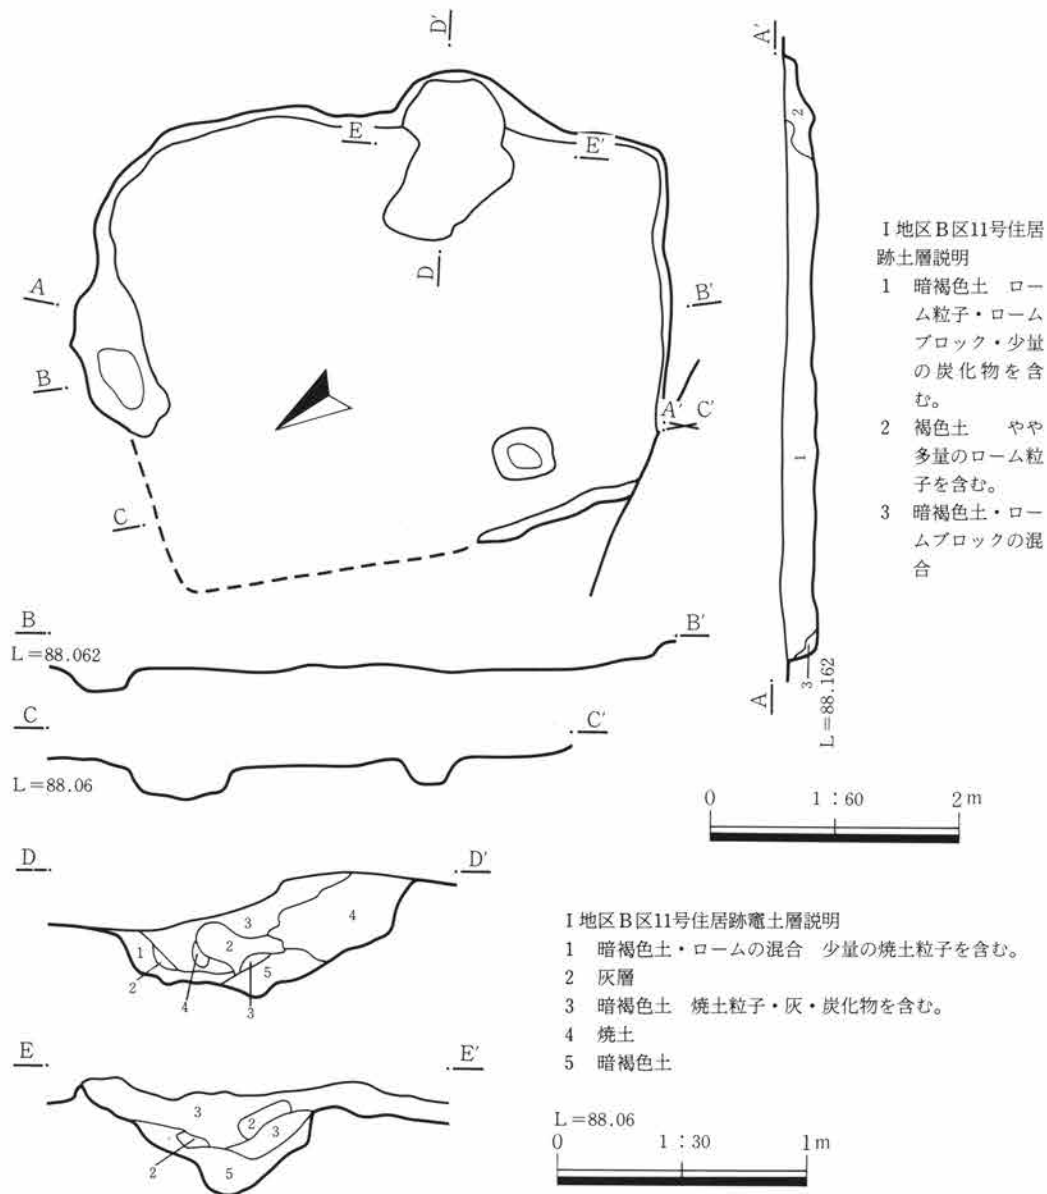 D′
E
E′
D
A
B
B′
A′ C′
C
A′
2
1
3
A
L=88.162
I地区B区11号住居
跡土層説明
1 暗褐色土 ロー
ム粒子・ローム
ブロック・少量
の炭化物を含
む。
2 褐色土 やや
多量のローム粒
子を含む。
3 暗褐色土・ロー
ムブロックの混
合
B
B′
L=88.062
C
C′
L=88.06
0 1:60 2m
D
D′
3
4
2
1
5
2
4
3
I地区B区11号住居跡竈土層説明
1 暗褐色土・ロームの混合 少量の焼土粒子を含む。
2 灰層
3 暗褐色土 焼土粒子・灰・炭化物を含む。
4 焼土
5 暗褐色土
E
E′
3
2
3
2
5
L=88.06
0 1:30 1m